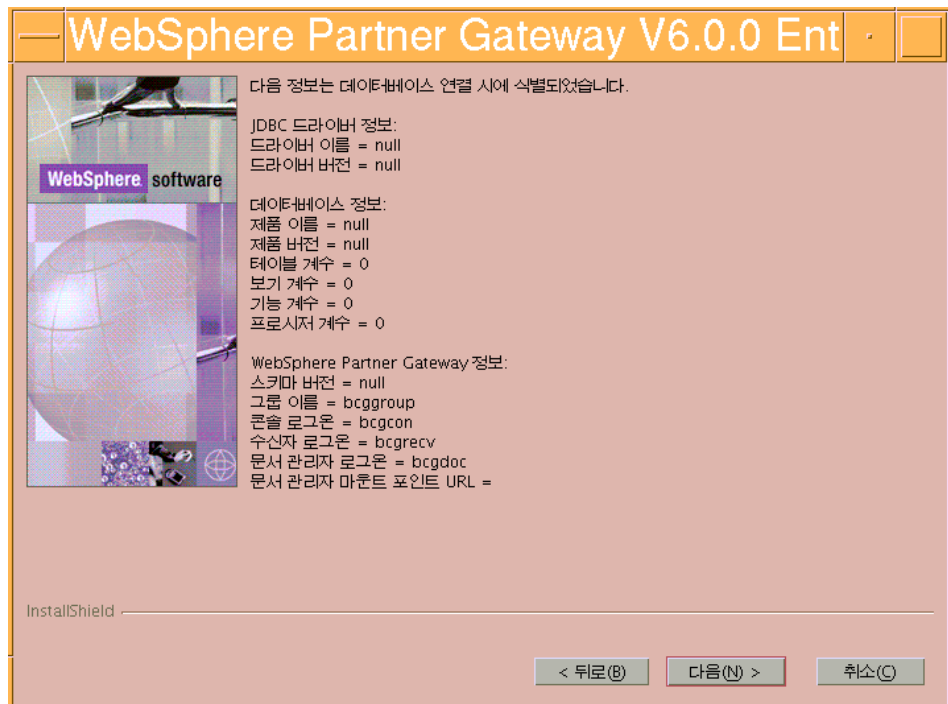 WebSphere Partner Gateway V6.0.0 Ent
다음 정보는 데이터베이스 연결 시에 식별되었습니다.
JDBC 드라이버 정보:
드라이버 이름 = null
드라이버 버전 = null
WebSphere software
데이터베이스 정보:
제품 이름 = null
제품 버전 = null
테이블 계수 = 0
보기 계수 = 0
기능 계수 = 0
프로시저 계수 = 0
WebSphere Partner Gateway 정보:
스키마 버전 = null
그룹 이름 = bcggroup
콘솔 로그온 = bcgcon
수신자 로그온 = bcgrecv
문서 관리자 로그온 = bcgdoc
문서 관리자 마운트 포인트 URL =
InstallShield
< 뒤로(B)
다음(N) >
취소(C)